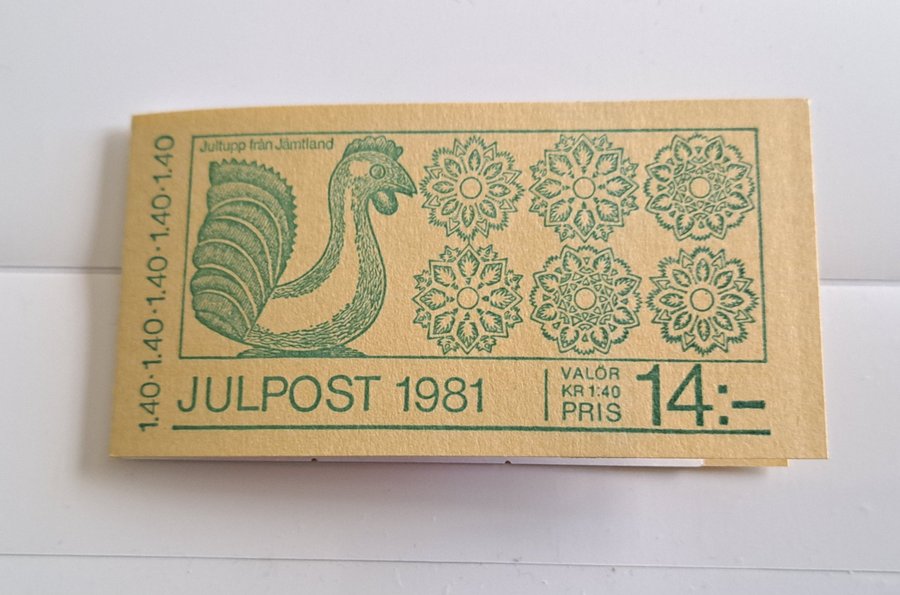 1.40·1.40·1.40·1.40·1.40
Jultupp från Jämtland
JULPOST 1981
VALÖR
KR 1:40
PRIS
14:-